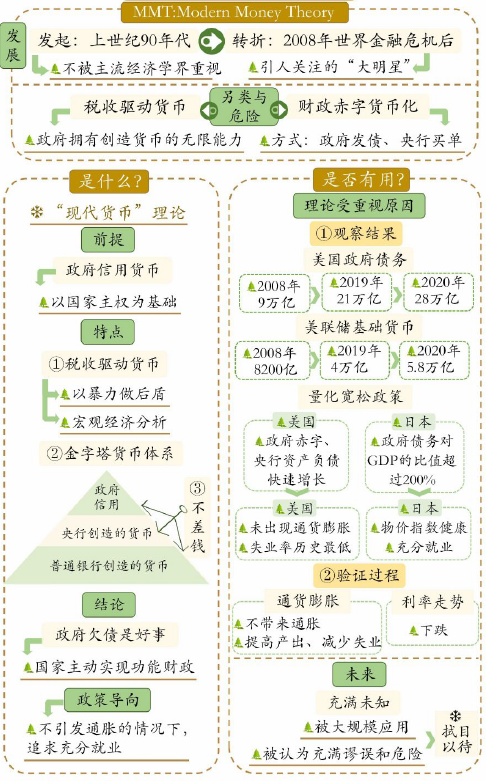 MMT:Modern Money Theory
发展
发起：上世纪90年代
转折：2008年世界金融危机后
不被主流经济学界重视
引人关注的“大明星”
税收驱动货币
另类与
危险
财政赤字货币化
政府拥有创造货币的无限能力
方式：政府发债、央行买单
是什么?
“现代货币”理论
前提
政府信用货币
以国家主权为基础
特点
①税收驱动货币
以暴力做后盾
宏观经济分析
②金字塔货币体系
政府
信用
央行创造的货币
普通银行创造的货币
③
不
差
钱
结论
政府欠债是好事
国家主动实现功能财政
政策导向
不引发通胀的情况下，
追求充分就业
是否有用?
理论受重视原因
①观察结果
美国政府债务
2008年
9万亿
2019年
21万亿
2020年
28万亿
美联储基础货币
2008年
8200亿
2019年
4万亿
2020年
5.8万亿
量化宽松政策
美国
政府赤字、
央行资产负债
快速增长
日本
政府债务对
GDP的比值超
过200%
美国
未出现通货膨胀
失业率历史最低
日本
物价指数健康
充分就业
②验证过程
通货膨胀
不带来通胀
提高产出、减少失业
利率走势
下跌
未来
充满未知
被大规模应用
被认为充满谬误和危险
拭目
以待